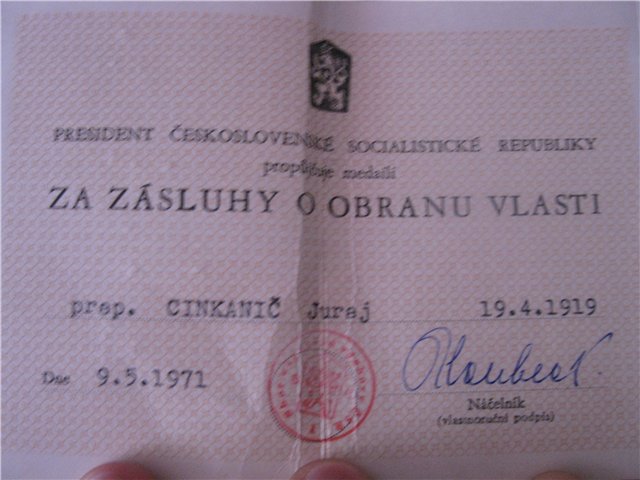 PRESIDENT ČESKOSLOVENSKÉ SOCIALISTICKÉ REPUBLIKY
propůjčuje medaili
ZA ZÁSLUHY O OBRANU VLASTI
prap. CINKANIČ Juraj 19.4.1919
Dne 9.5.1971
Náčelník
(vlastnoruční podpis)